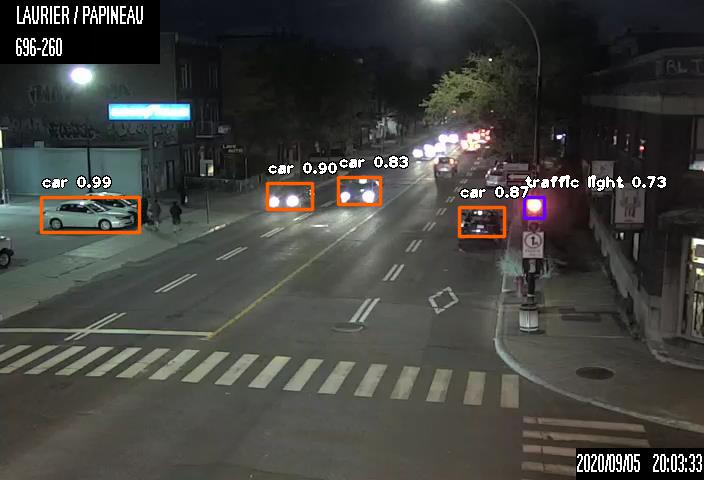 LAURIER / PAPINEAU
696-260
car 0.90
car 0.83
car 0.99
car 0.87
traffic light 0.73
2020/09/05 20:03:33